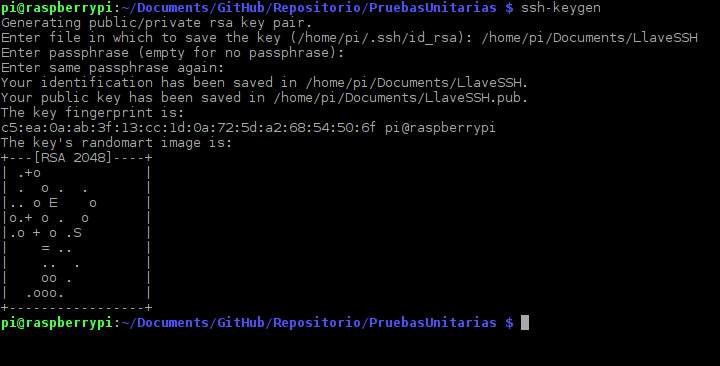 pi@raspberrypi:~/Documents/GitHub/Repositorio/PruebasUnitarias $ ssh-keygen
Generating public/private rsa key pair.
Enter file in which to save the key (/home/pi/.ssh/id_rsa): /home/pi/Documents/LlaveSSH
Enter passphrase (empty for no passphrase):
Enter same passphrase again:
Your identification has been saved in /home/pi/Documents/LlaveSSH.
Your public key has been saved in /home/pi/Documents/LlaveSSH.pub.
The key fingerprint is:
c5:ea:0a:ab:3f:13:cc:1d:0a:72:5d:a2:68:54:50:6f pi@raspberrypi
The key's randomart image is:
+---[RSA 2048]----+
| .+o             |
| .  o .  .       |
|.. o E    o      |
|o.+ o .  o       |
|.o + o .S        |
|    = ..         |
|    ..  .        |
|    oo .         |
|  .ooo.          |
+-----------------+
pi@raspberrypi:~/Documents/GitHub/Repositorio/PruebasUnitarias $